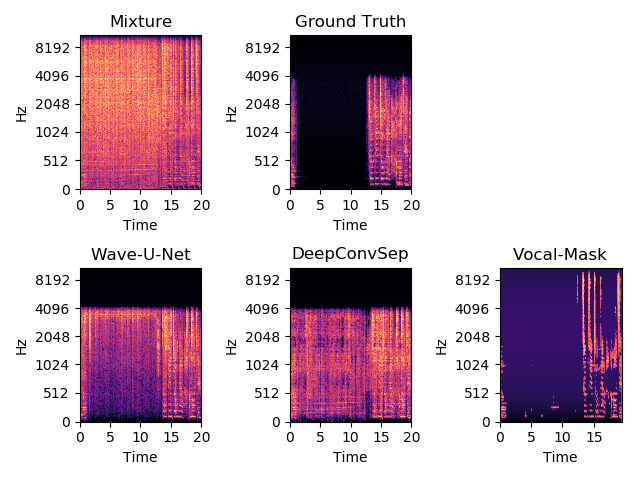 Mixture
Hz
8192
4096
2048
1024
512
0
0 5 10 15 20
Time
Ground Truth
Hz
8192
4096
2048
1024
512
0
0 5 10 15 20
Time
Wave-U-Net
Hz
8192
4096
2048
1024
512
0
0 5 10 15 20
Time
DeepConvSep
Hz
8192
4096
2048
1024
512
0
0 5 10 15 20
Time
Vocal-Mask
Hz
8192
4096
2048
1024
512
0
0 5 10 15
Time